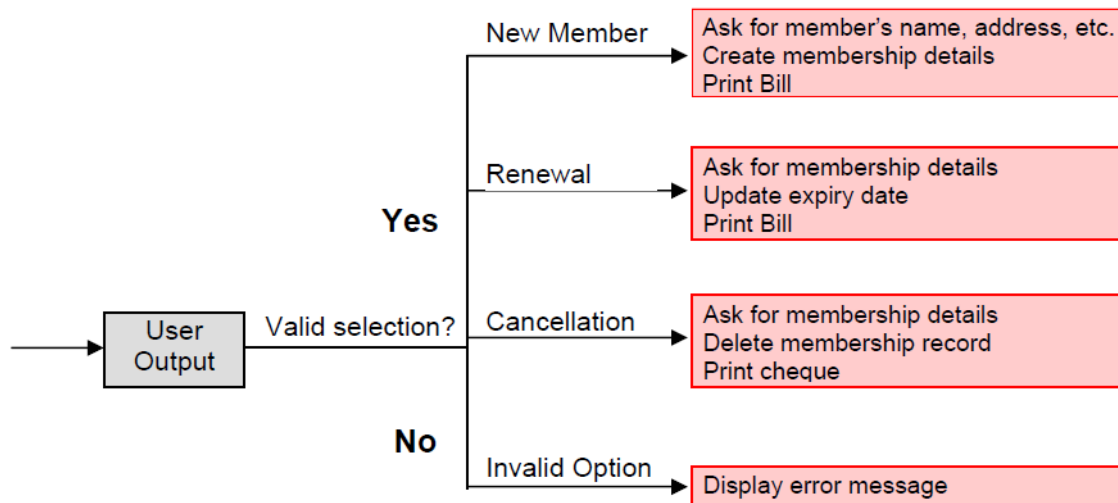 New Member
Ask for member's name, address, etc.
Create membership details
Print Bill
Renewal
Ask for membership details
Update expiry date
Print Bill
Yes
User
Output
Valid selection?
Cancellation
Ask for membership details
Delete membership record
Print cheque
No
Invalid Option
Display error message